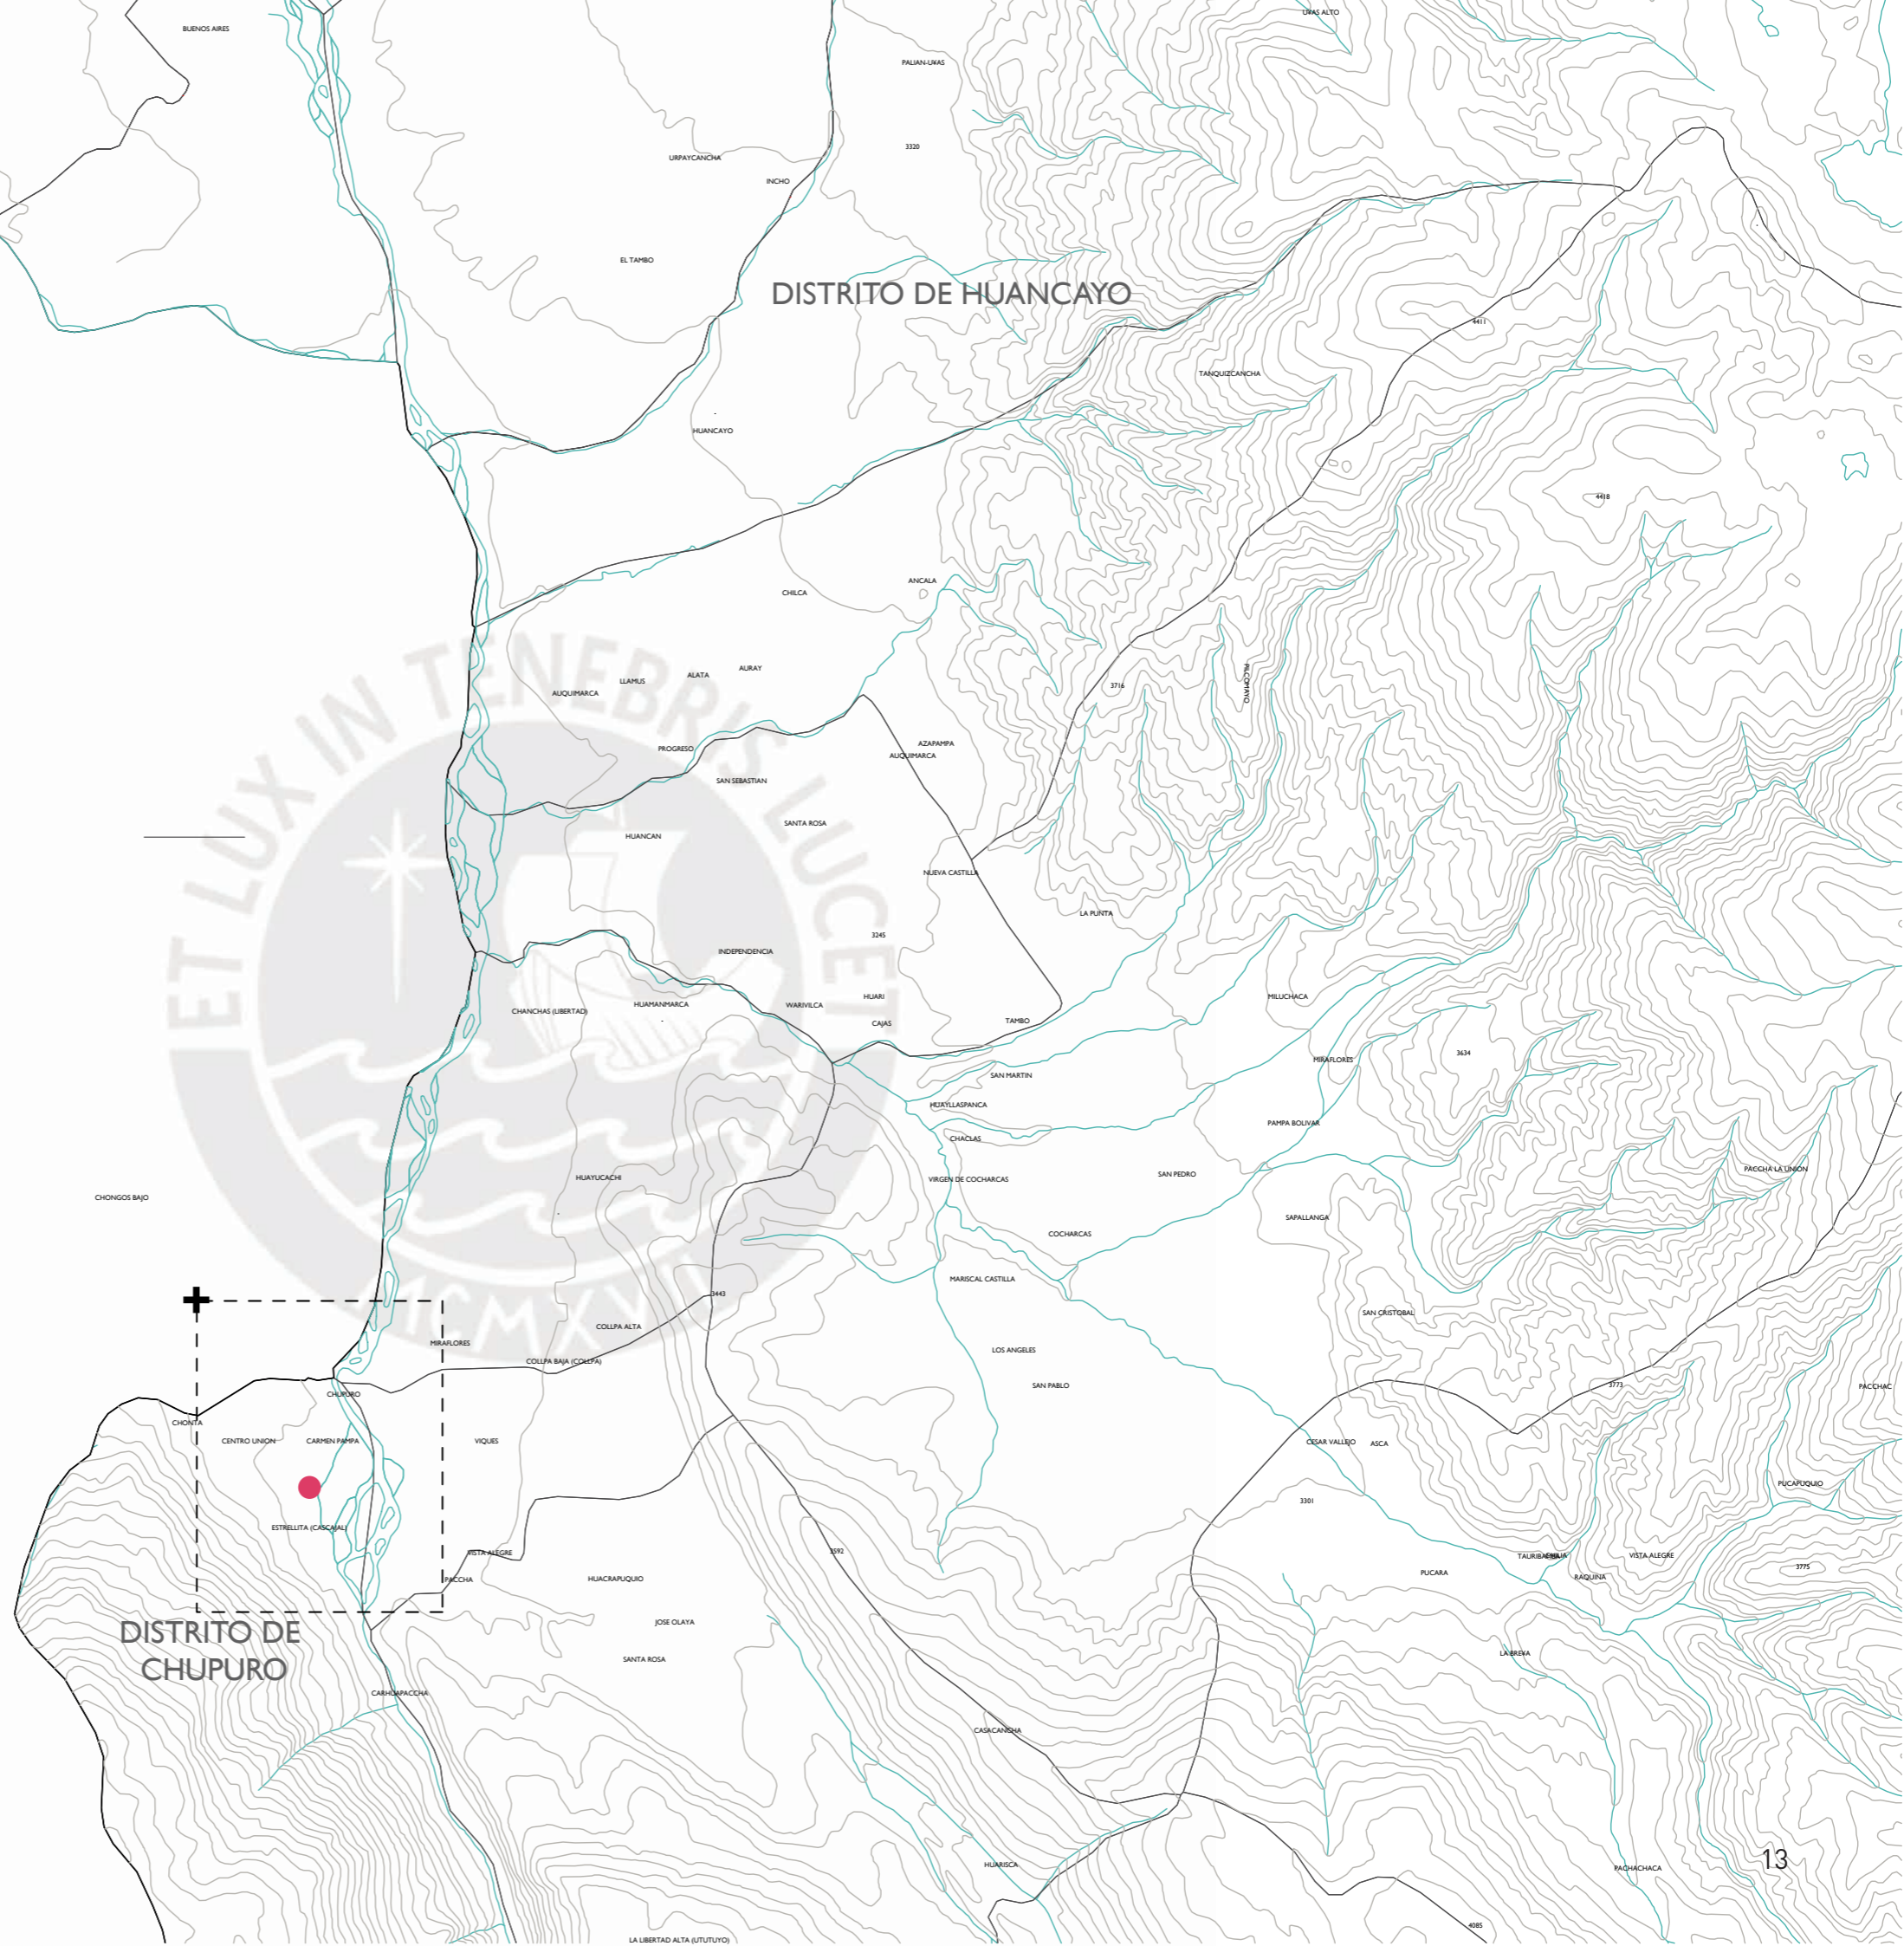 UÑAS ALTO
BUENOS AIRES
PALIAN-UÑAS
3320
URPAYCANCHA
INCHO
EL TAMBO
DISTRITO DE HUANCAYO
4411
TANQUIZCANCHA
HUANCAYO
4418
ANCALA
CHILCA
AURAY
ALATA
LLAMUS
AUQUIMARCA
3716
PILCOMAYO
AZAPAMPA
PROGRESO
AUQUIMARCA
SAN SEBASTIAN
SANTA ROSA
HUANCAN
NUEVA CASTILLA
LA PUNTA
3245
INDEPENDENCIA
HUARI
MILUCHACA
HUAMANMARCA
WARIVILCA
CHANCHAS (LIBERTAD)
CAJAS
TAMBO
ET LUX IN TENEBRIS LUCET
MCMXVII
3634
MIRAFLORES
SAN MARTIN
HUAYLLASPANCA
PAMPA BOLIVAR
CHACLAS
PACCHA LA UNION
SAN PEDRO
HUAYUCACHI
VIRGEN DE COCHARCAS
CHONGOS BAJO
SAPALLANGA
COCHARCAS
MARISCAL CASTILLA
3443
SAN CRISTOBAL
COLLPA ALTA
MIRAFLORES
LOS ANGELES
COLLPA BAJA (COLLPA)
3773
SAN PABLO
PACCHAC
CHUPURO
CHONTA
CENTRO UNION
CARMEN PAMPA
VIQUES
CESAR VALLEJO
ASCA
PUCAPUQUIO
3301
ESTRELLITA (CASCAJAL)
VISTA ALEGRE
3592
VISTA ALEGRE
3775
PUCARA
RAQUINA
PACCHA
HUACRAPUQUIO
JOSE OLAYA
DISTRITO DE
CHUPURO
SANTA ROSA
LA BREVA
CARHUAPACCHA
CASACANCHA
13
HUARISCA
PACHACHACA
4085
LA LIBERTAD ALTA (UTUTUYO)